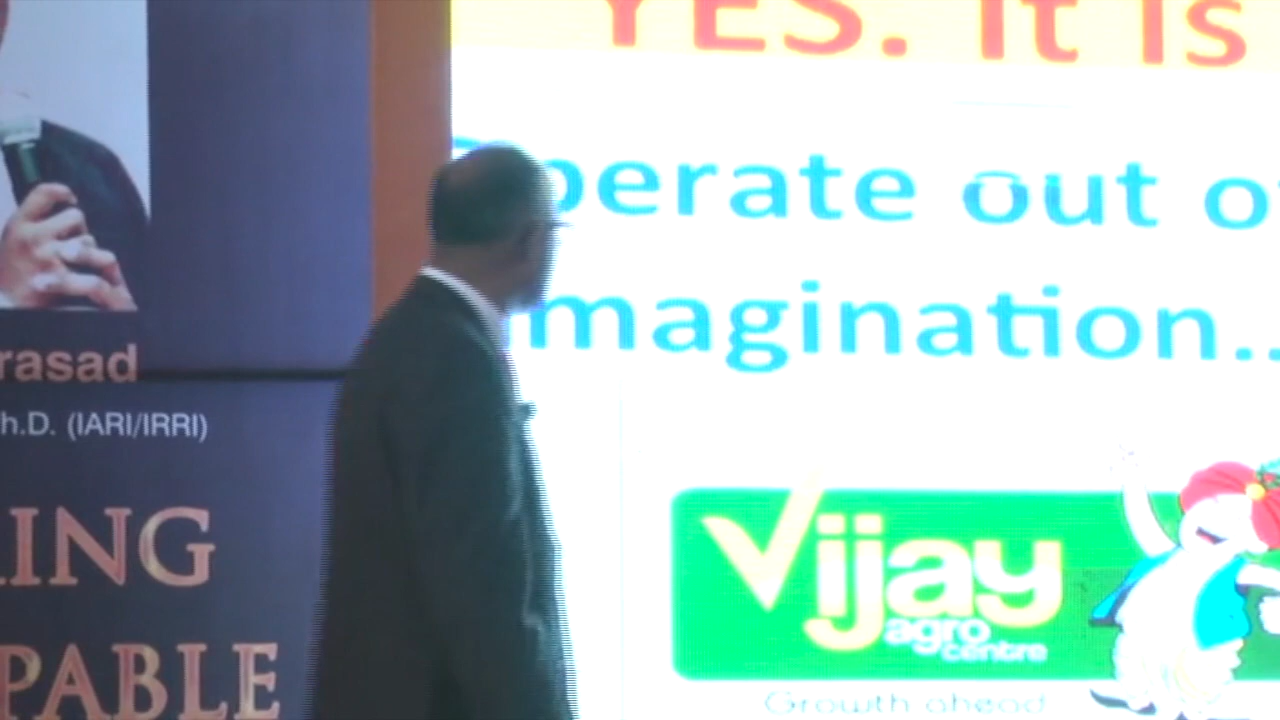 YES. It is
perate out o
magination..
rasad
h.D. (IARI/IRRI)
ING
PABLE
Vijay
agro
centre
Growth ahead